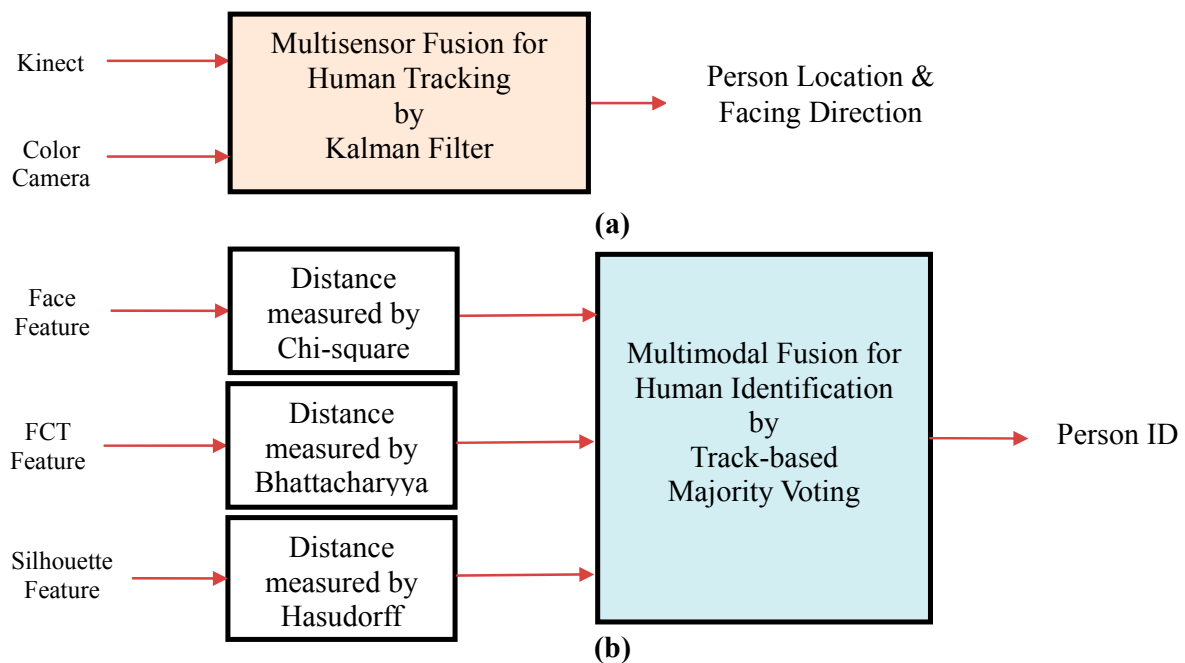 Kinect
Color
Camera
Multisensor Fusion for
Human Tracking
by
Kalman Filter
Person Location &
Facing Direction
(a)
Face
Feature
Distance
measured by
Chi-square
FCT
Feature
Distance
measured by
Bhattacharyya
Silhouette
Feature
Distance
measured by
Hasudorff
Multimodal Fusion for
Human Identification
by
Track-based
Majority Voting
Person ID
(b)